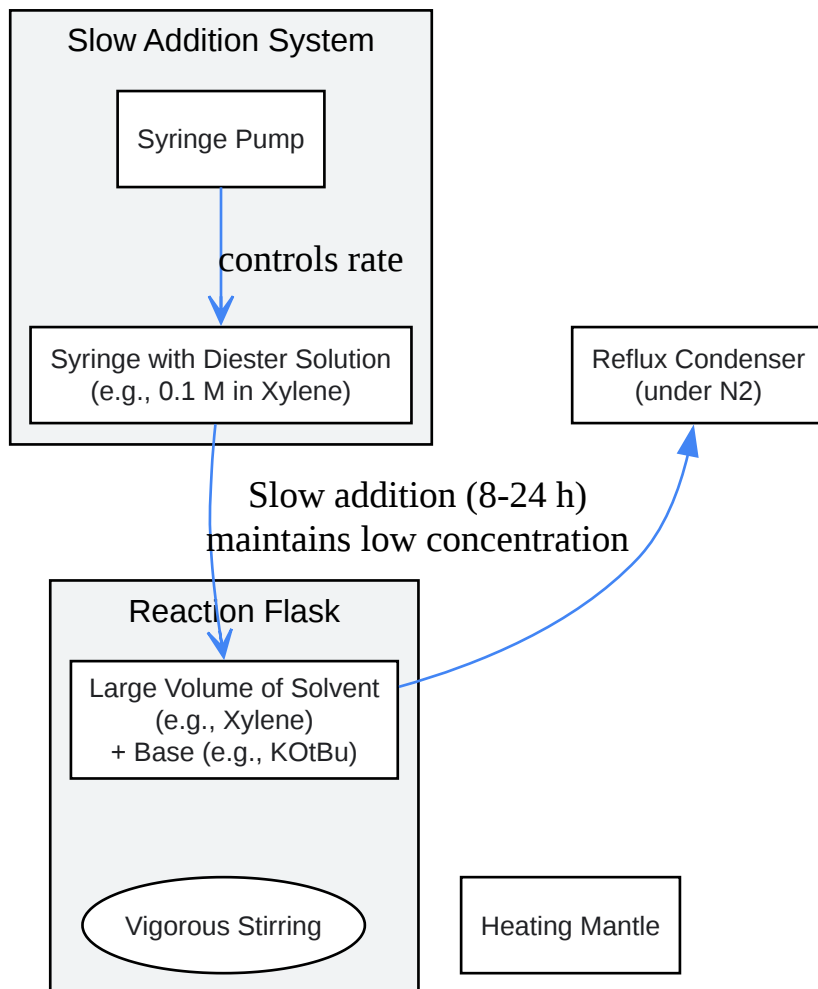 Slow Addition System
Syringe Pump
controls rate
Syringe with Diester Solution
(e.g., 0.1 M in Xylene)
Reflux Condenser
(under N2)
Slow addition (8-24 h)
maintains low concentration
Reaction Flask
Large Volume of Solvent
(e.g., Xylene)
+ Base (e.g., KOtBu)
Vigorous Stirring
Heating Mantle